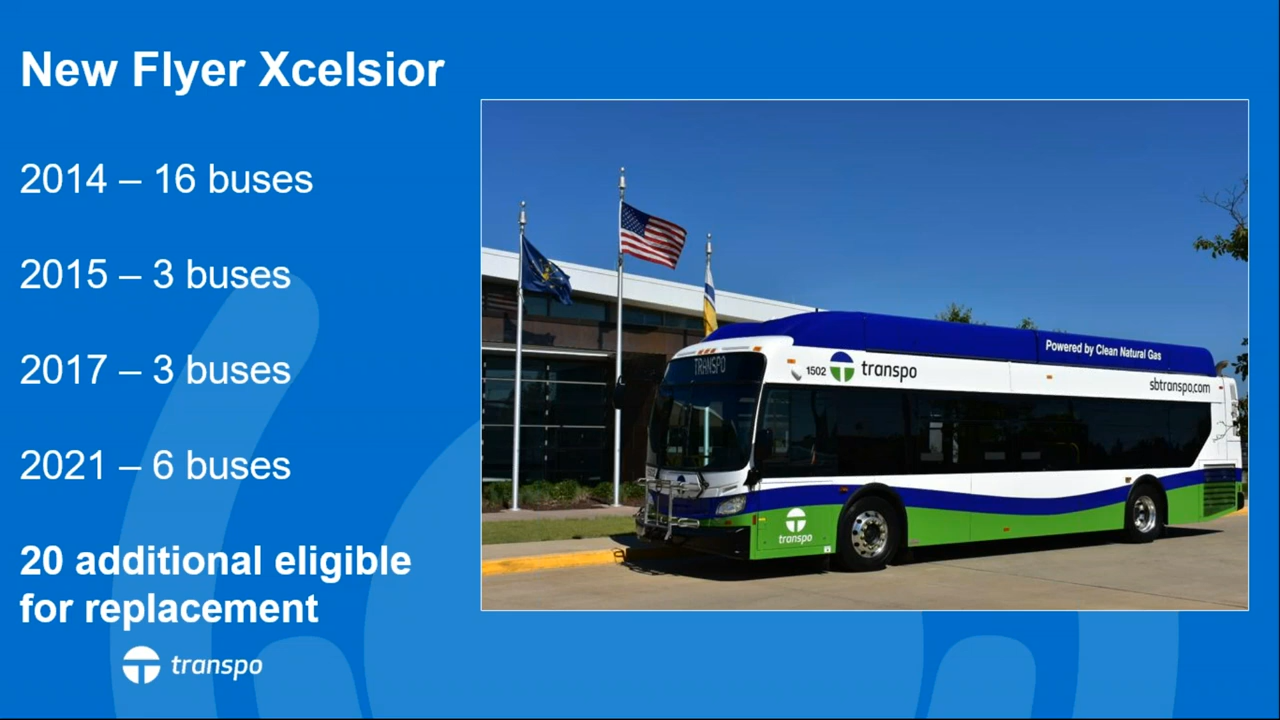 New Flyer Xcelsior
2014 – 16 buses
2015 – 3 buses
2017 – 3 buses
2021 – 6 buses
20 additional eligible
for replacement
transpo
Powered by Clean Natural Gas
TRANSPO
1502 transpo
sbtranspo.com
transpo